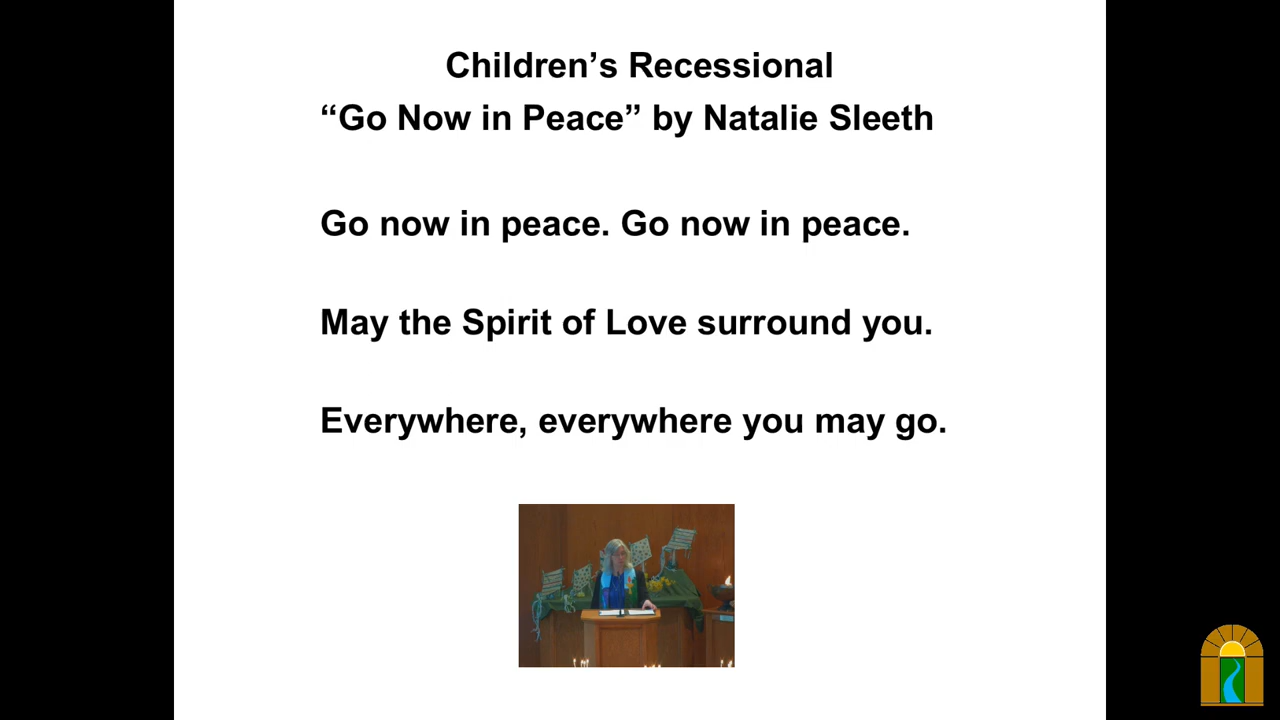 Children’s Recessional
“Go Now in Peace” by Natalie Sleeth
Go now in peace. Go now in peace.
May the Spirit of Love surround you.
Everywhere, everywhere you may go.